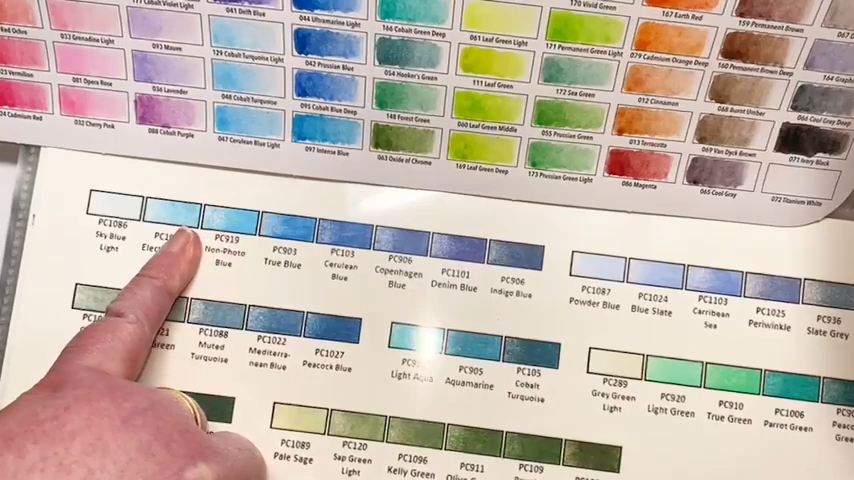 177 Cobalt Violet Light
041 Delft Blue
044 Ultramarine Light
166 Cobalt Green Deep
061 Leaf Green Light
170 Vivid Green
167 Earth Red
159 Permanent Brown
Red Ochre
033 Grenadine Light
093 Mauve
129 Cobalt Turquoise Light
042 Prussian Blue
054 Hooker's Green
111 Leaf Green
121 Permanent Green Light
079 Cadmium Orange Deep
160 Permanent Brown Deep
164
Vermilion
081 Opera Rose
036 Lavender
048 Cobalt Turquoise
095 Cobalt Blue Deep
148 Forest Green
060 Leaf Green Middle
172 Sea Green
012 Cinnamon
068 Burnt Umber
066 Cool Grey Deep
Cadmium Red
032 Cherry Pink
088 Cobalt Purple
047 Cerulean Blue Light
097 Intense Blue
063 Oxide of Chrome
169 Leaf Green Deep
055 Prussian Green
013 Terracotta
069 Van Dyck Brown
071 Ivory Black
173 Prussian Green Light
086 Magenta
065 Cool Grey
072 Titanium White
PC1086
Sky Blue
Light
PC919
Non-Photo
Blue
PC903
True Blue
PC103
Cerulean
Blue
PC906
Copenhagen
Blue
PC1101
Denim Blue
PC906
Indigo Blue
PC1087
Powder Blue
PC1024
Blue Slate
PC1103
Carribean
Sea
PC1025
Periwinkle
PC936
Slate Grey
PC1088
Muted
Turquoise
PC1022
Mediter-
ranean Blue
PC1027
Peacock Blue
Light Aqua
PC905
Aquamarine
PC105
Cobalt
Turquoise
PC289
Grey Green
Light
PC920
Light Green
PC910
True Green
PC1006
Parrot Green
PC1089
Pale Sage
PC120
Sap Green
Light
PC1096
Kelly Green
PC911
PC109